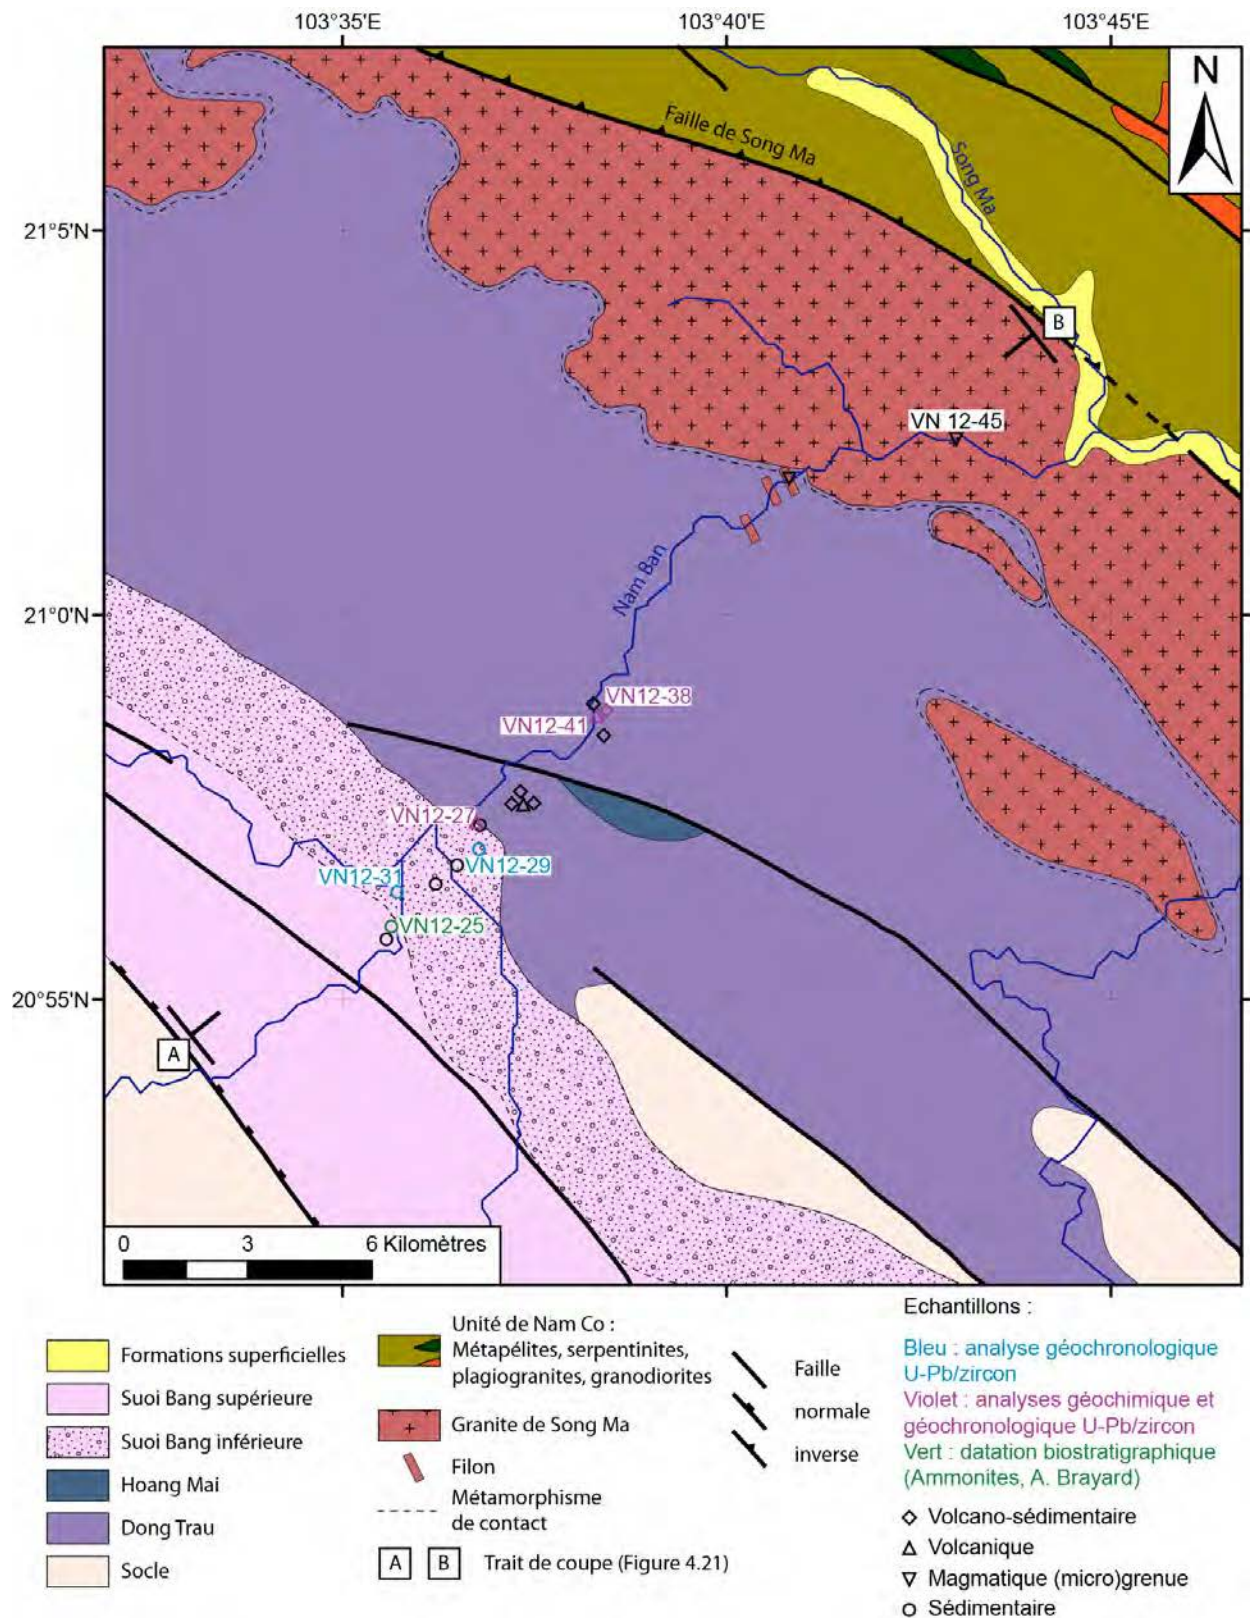 103°35'E
103°40'E
103°45'E
N
Faille de Song Ma
Song Ma
21°5'N
B
VN 12-45
Nam Ban
21°0'N
VN12-38
VN12-41
VN12-27
VN12-29
VN12-31
VN12-25
20°55'N
A
0 3 6 Kilomètres
Formations superficielles
Suoi Bang supérieure
Suoi Bang inférieure
Hoang Mai
Dong Trau
Socle
Unité de Nam Co :
Métapélites, serpentinites,
plagiogranites, granodiorites
Granite de Song Ma
Filon
Métamorphisme
de contact
A B Trait de coupe (Figure 4.21)
Faille
normale
inverse
Echantillons :
Bleu : analyse géochronologique
U-Pb/zircon
Violet : analyses géochimique et
géochronologique U-Pb/zircon
Vert : datation biostratigraphique
(Ammonites, A. Brayard)
Volcano-sédimentaire
Volcanique
Magmatique (micro)grenue
Sédimentaire